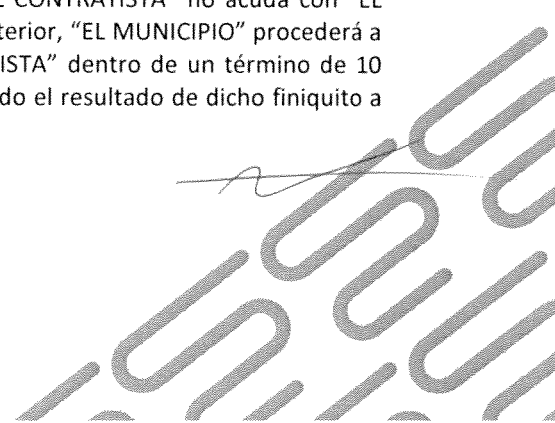 CONTRATISTA" no acuda con "EL
terior, "EL MUNICIPIO" procederá a
ISTA" dentro de un término de 10
do el resultado de dicho finiquito a